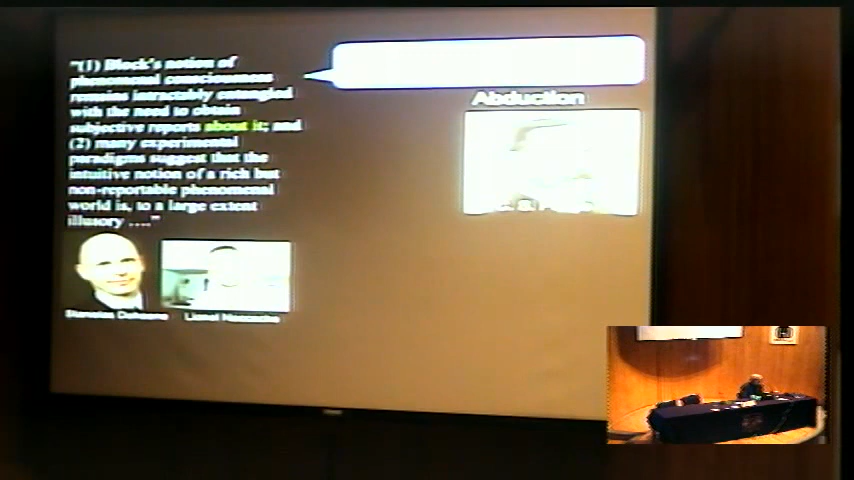 "(1) Block's notion of
phenomenal consciousness
remains intractably entangled
with the need to obtain
subjective reports about it; and
(2) many experimental
paradigms suggest that the
intuitive notion of a rich but
non-reportable phenomenal
world is, to a large extent
illusory ...."
Abduction
Stanislas Dehaene
Lionel Naccache